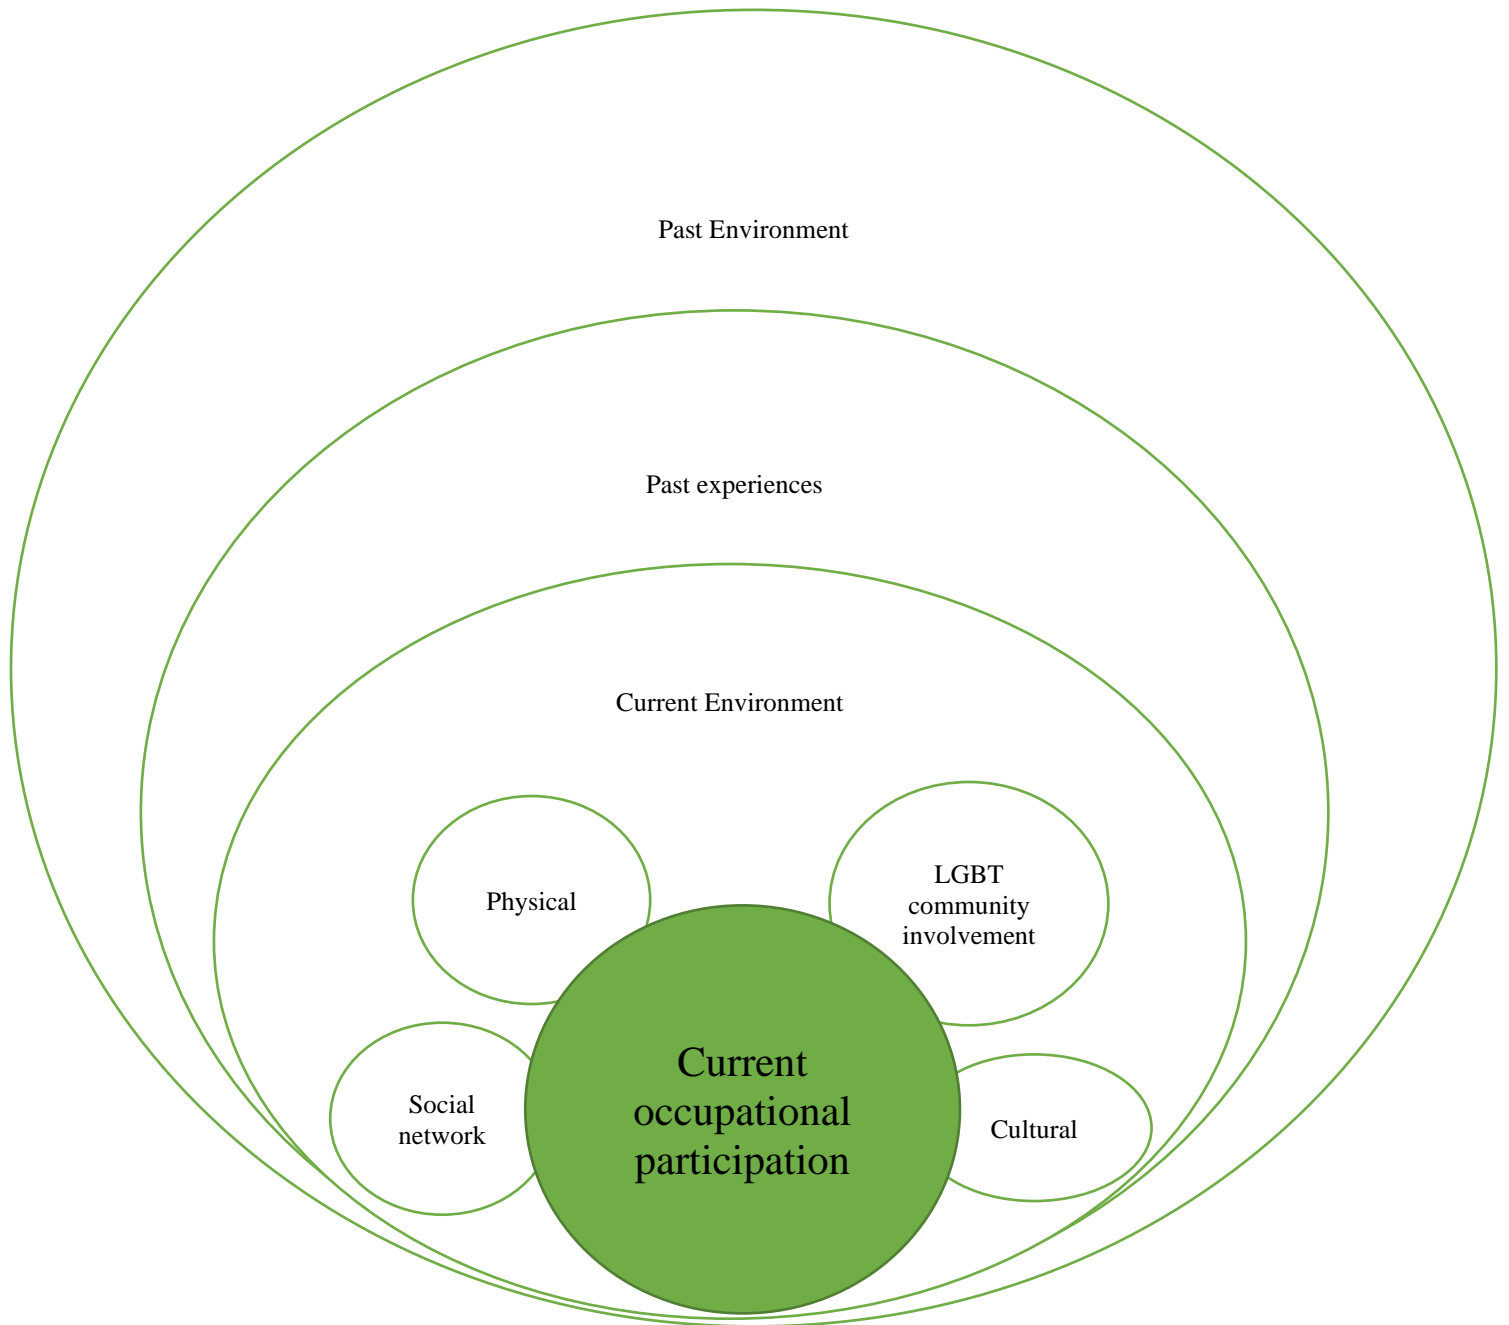 Past Environment
Past experiences
Current Environment
Physical
LGBT
community
involvement
Current
occupational
participation
Social
network
Cultural